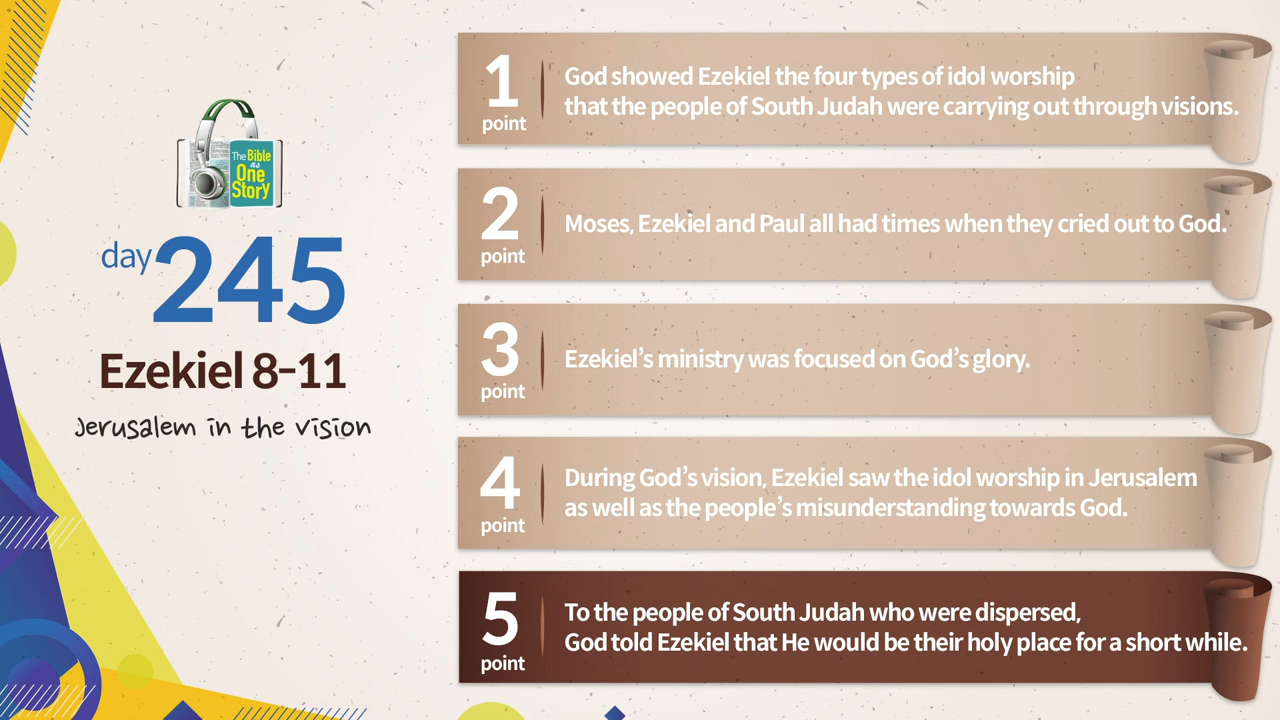 The Bible
as
One
Story
day 245
Ezekiel 8-11
Jerusalem in the vision
1
point
God showed Ezekiel the four types of idol worship
that the people of South Judah were carrying out through visions.
2
point
Moses, Ezekiel and Paul all had times when they cried out to God.
3
point
Ezekiel’s ministry was focused on God’s glory.
4
point
During God’s vision, Ezekiel saw the idol worship in Jerusalem
as well as the people’s misunderstanding towards God.
5
point
To the people of South Judah who were dispersed,
God told Ezekiel that He would be their holy place for a short while.